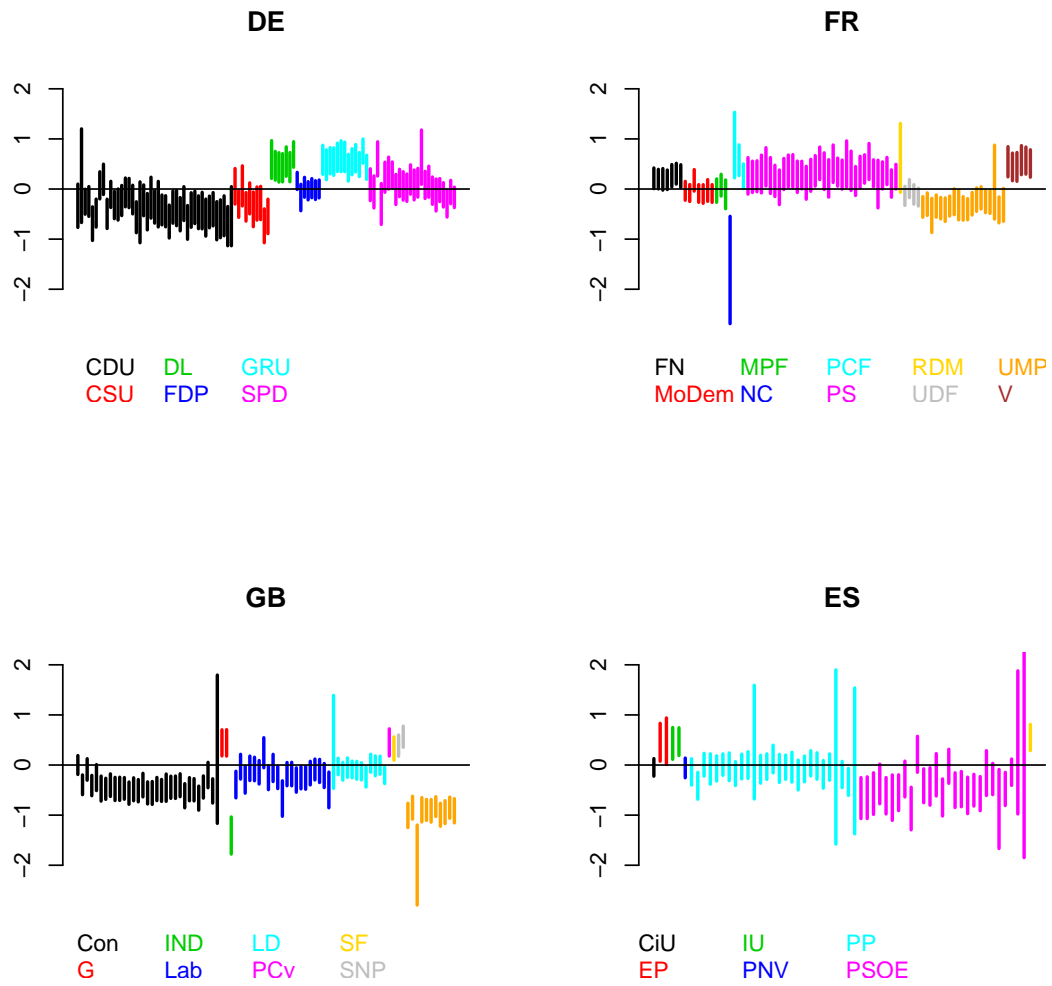 DE
2
1
0
−1
−2
CDU DL GRU
CSU FDP SPD
FR
2
1
0
−1
−2
FN MPF PCF RDM UMP
MoDem NC PS UDF V
GB
2
1
0
−1
−2
Con IND LD SF
G Lab PCv SNP
ES
2
1
0
−1
−2
CiU IU PP
EP PNV PSOE